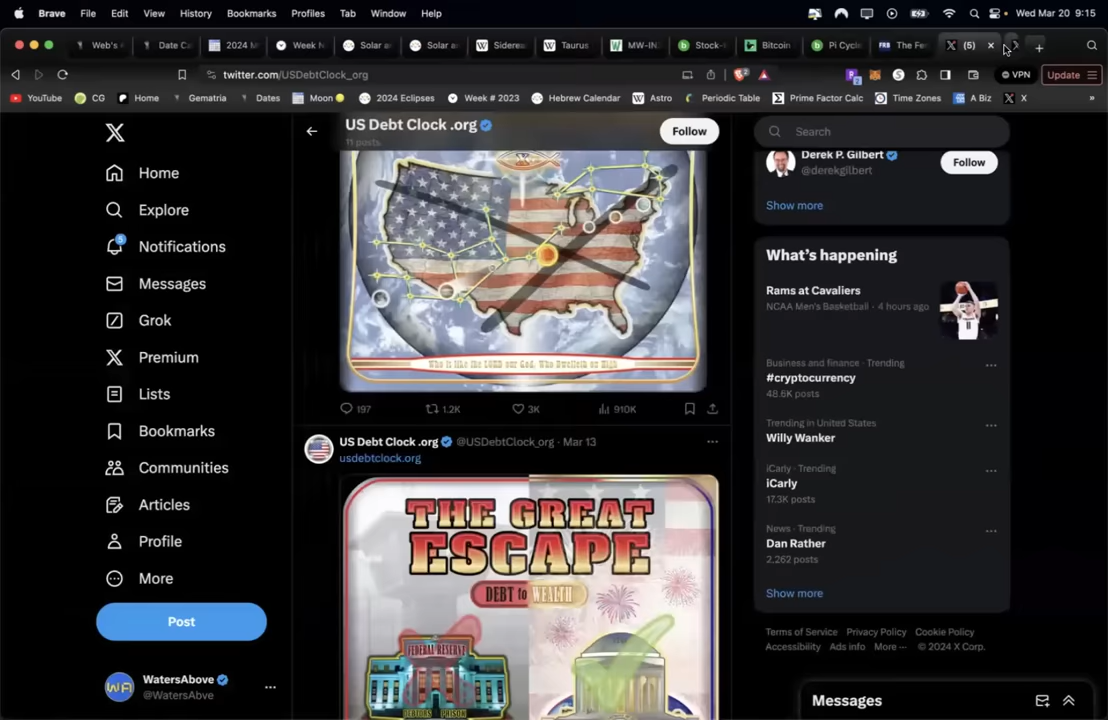 Brave File Edit View History Bookmarks Profiles Tab Window Help Wed Mar 20 9:15
Web's Date Ca 2024 M Week N Solar a Solar a Sidere Taurus MW-IN Stock-t Bitcoin Pi Cycle The Fe (5)
twitter.com/USDebtClock_org VPN Update
YouTube CG Home Gematria Dates Moon 2024 Eclipses Week # 2023 Hebrew Calendar Astro Periodic Table Prime Factor Calc Time Zones A Biz X »
Home
Explore
5
Notifications
Messages
Grok
Premium
Lists
Bookmarks
Communities
Articles
Profile
More
Post
WatersAbove
@WatersAbve
US Debt Clock .org
11 posts
Follow
Who is like the LORD our God, Who Dwelleth on High
197 1.2K 3K 910K
US Debt Clock .org @USDebtClock_org · Mar 13
usdebtclock.org
THE GREAT
ESCAPE
DEBT to WEALTH
FEDERAL RESERVE
DEBTORS PRISON
Search
Derek P. Gilbert
@derekgilbert
Follow
Show more
What's happening
Rams at Cavaliers
NCAA Men's Basketball · 4 hours ago
Business and finance · Trending
#cryptocurrency
48.6K posts
Trending in United States
Willy Wanker
iCarly · Trending
iCarly
17.3K posts
News · Trending
Dan Rather
2,262 posts
Show more
Terms of Service Privacy Policy Cookie Policy
Accessibility Ads info More ··· © 2024 X Corp.
Messages